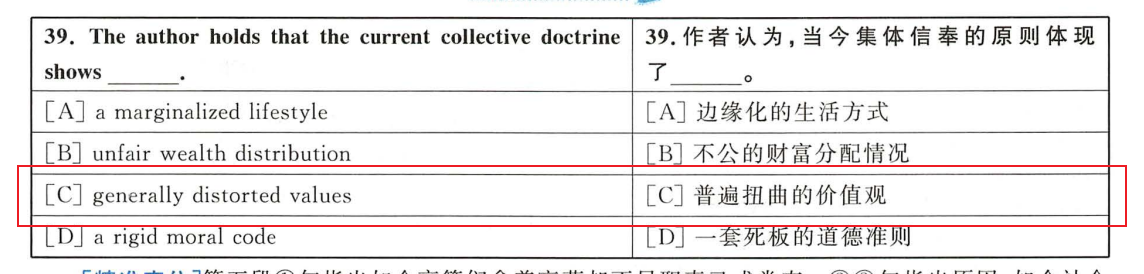 39. The author holds that the current collective doctrine
shows ______.
39.作者认为,当今集体信奉的原则体现
了______。
[A] a marginalized lifestyle
[A] 边缘化的生活方式
[B] unfair wealth distribution
[B] 不公的财富分配情况
[C] generally distorted values
[C] 普遍扭曲的价值观
[D] a rigid moral code
[D] 一套死板的道德准则